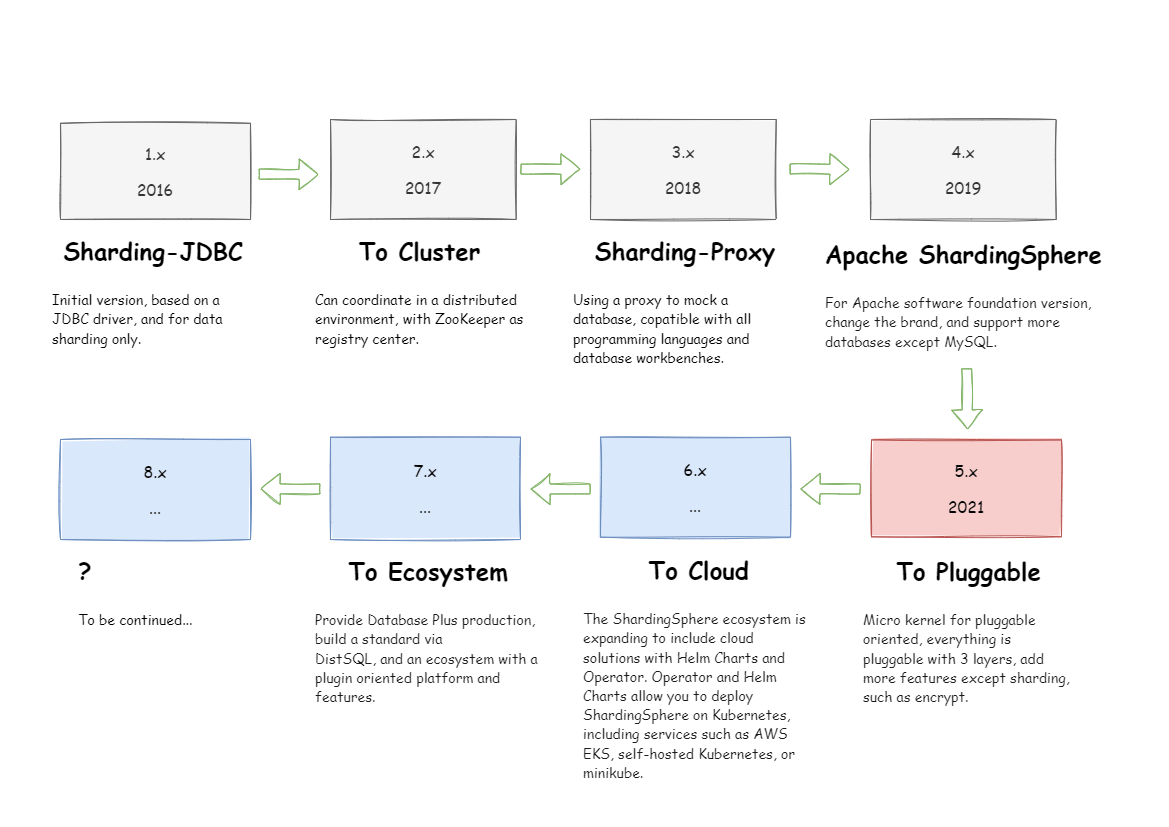 1.x
2016
Sharding-JDBC
Initial version, based on a
JDBC driver, and for data
sharding only.
2.x
2017
To Cluster
Can coordinate in a distributed
environment, with ZooKeeper as
registry center.
3.x
2018
Sharding-Proxy
Using a proxy to mock a
database, copatible with all
programming languages and
database workbenches.
4.x
2019
Apache ShardingSphere
For Apache software foundation version,
change the brand, and support more
databases except MySQL.
5.x
2021
To Pluggable
Micro kernel for pluggable
oriented, everything is
pluggable with 3 layers, add
more features except sharding,
such as encrypt.
6.x
...
To Cloud
The ShardingSphere ecosystem is
expanding to include cloud
solutions with Helm Charts and
Operator. Operator and Helm
Charts allow you to deploy
ShardingSphere on Kubernetes,
including services such as AWS
EKS, self-hosted Kubernetes, or
minikube.
7.x
...
To Ecosystem
Provide Database Plus production,
build a standard via
DistSQL, and an ecosystem with a
plugin oriented platform and
features.
8.x
...
?
To be continued...